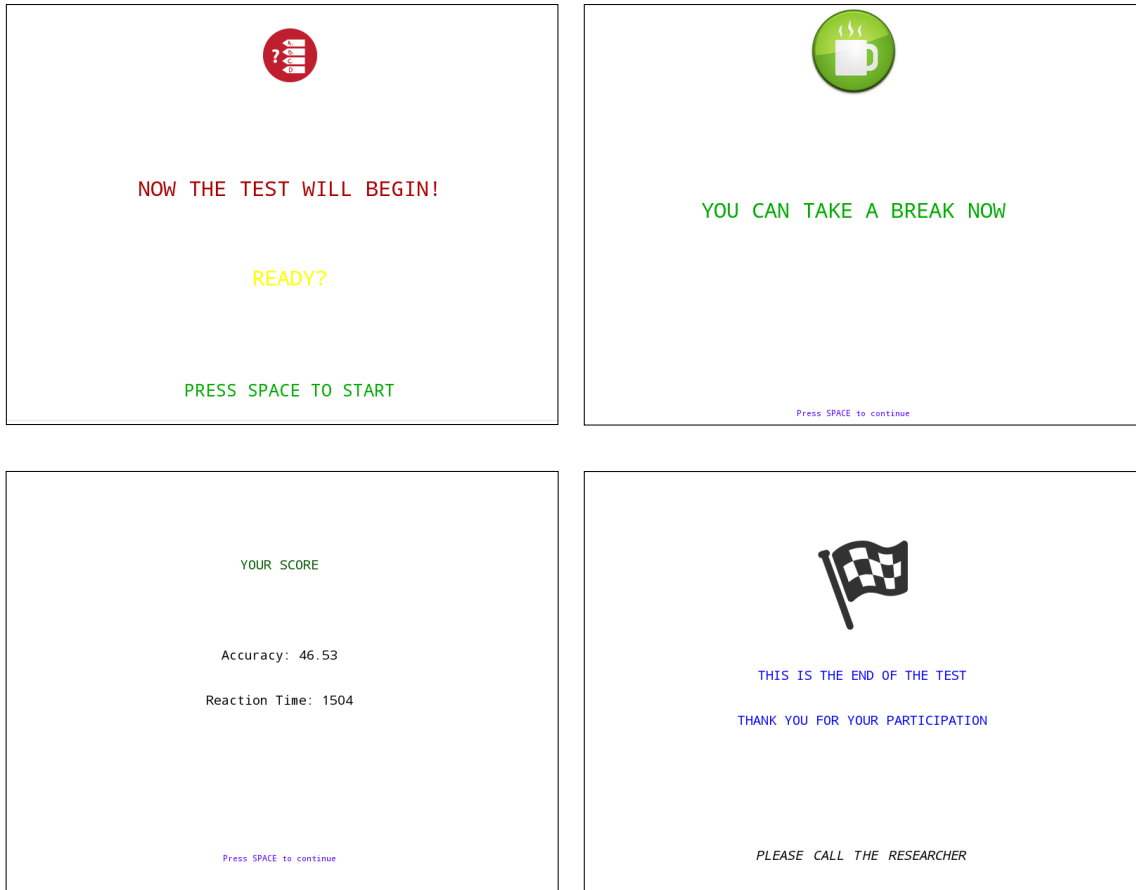 ?
A.
B.
C.
D.
NOW THE TEST WILL BEGIN!
READY?
PRESS SPACE TO START
YOU CAN TAKE A BREAK NOW
Press SPACE to continue
YOUR SCORE
Accuracy: 46.53
Reaction Time: 1504
Press SPACE to continue
THIS IS THE END OF THE TEST
THANK YOU FOR YOUR PARTICIPATION
PLEASE CALL THE RESEARCHER